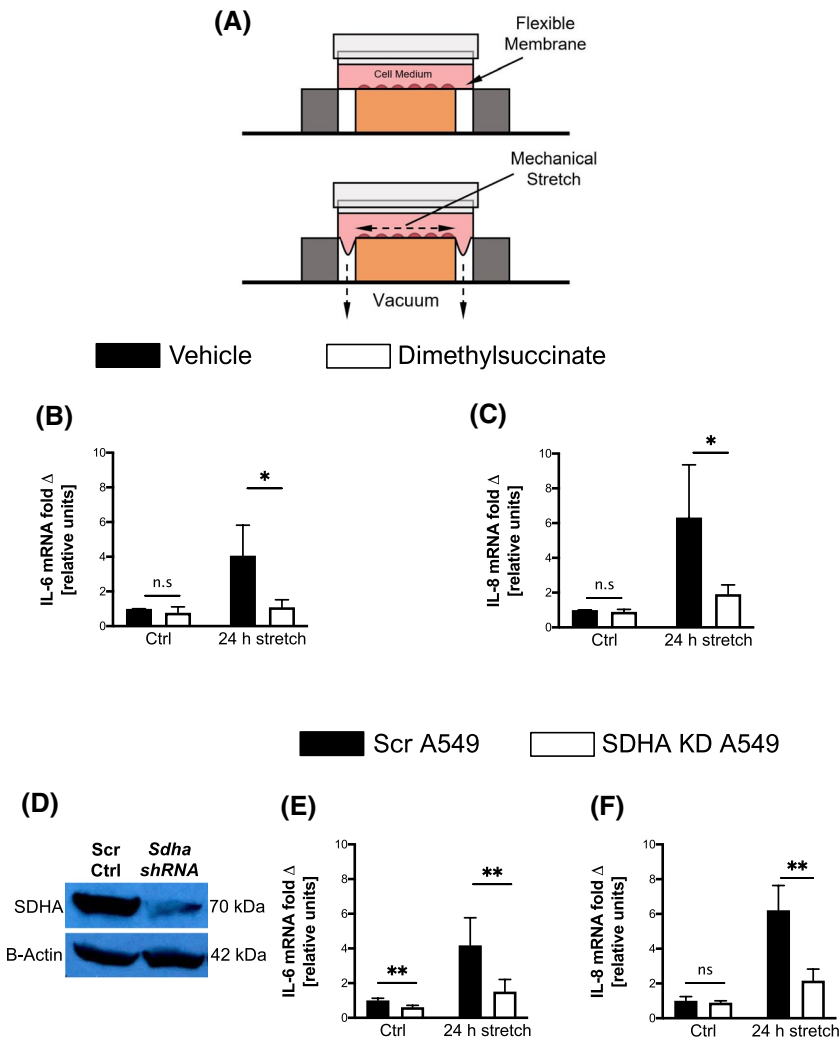 (A)
Flexible
Membrane
Cell Medium
Mechanical
Stretch
Vacuum
Vehicle
Dimethylsuccinate
(B)
IL-6 mRNA fold Δ
[relative units]
10
8
6
4
2
0
n.s
*
Ctrl
24 h stretch
(C)
IL-8 mRNA fold Δ
[relative units]
10
8
6
4
2
0
n.s
*
Ctrl
24 h stretch
Scr A549
SDHA KD A549
(D)
Scr
Ctrl
Sdha
shRNA
SDHA
70 kDa
B-Actin
42 kDa
(E)
IL-6 mRNA fold Δ
[relative units]
10
8
6
4
2
0
**
**
Ctrl
24 h stretch
(F)
IL-8 mRNA fold Δ
[relative units]
10
8
6
4
2
0
ns
**
Ctrl
24 h stretch